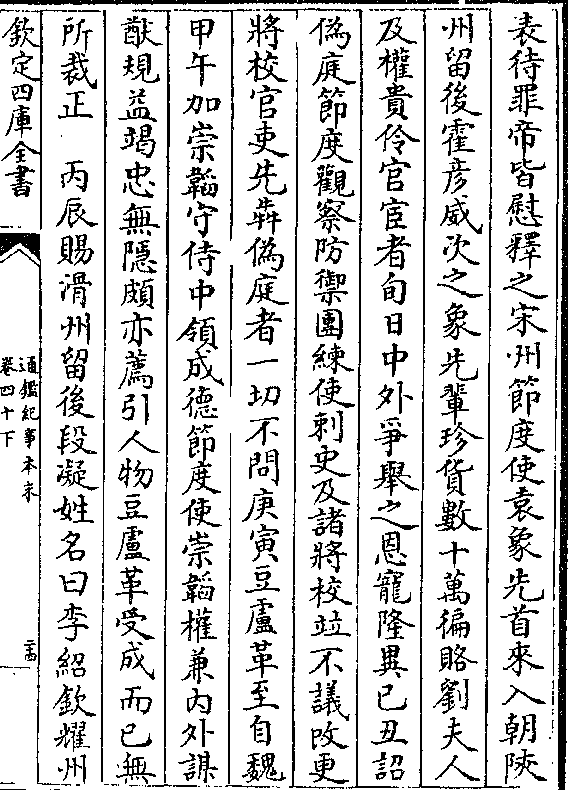 表待罪帝皆慰釋之宋州節度使袁象先首來入朝陜
州留後霍彦威次之象先輦珍貨數十萬徧賂劉夫人
及權貴伶官宦者旬日中外爭舉之恩寵隆異已丑詔
偽庭節度觀察防禦團練使刺史及諸將校竝不議改更
將校官吏先犇偽庭者一切不問庚寅豆盧革至自魏
甲午加崇韜守侍中領成德節度使崇韜權兼内外謀
猷規益竭忠無隱頗亦薦引人物豆盧革受成而已無
所裁正　丙辰賜滑州留後段凝姓名曰李紹欽耀州
欽定四庫全書
通鑑紀事本末
卷四十下